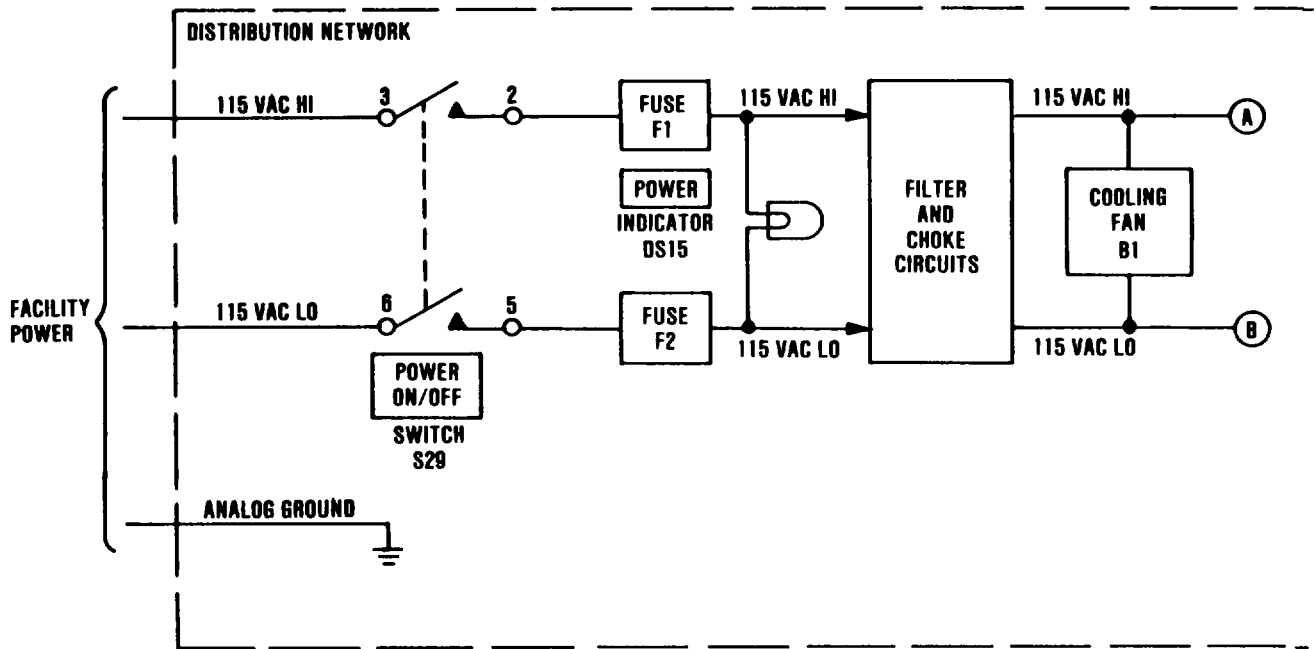 DISTRIBUTION NETWORK
115 VAC HI
3
2
FUSE
F1
115 VAC HI
115 VAC HI
A
POWER
INDICATOR
DS15
FILTER
AND
CHOKE
CIRCUITS
COOLING
FAN
B1
FACILITY
POWER
115 VAC LO
6
5
FUSE
F2
115 VAC LO
115 VAC LO
B
POWER
ON/OFF
SWITCH
S29
ANALOG GROUND